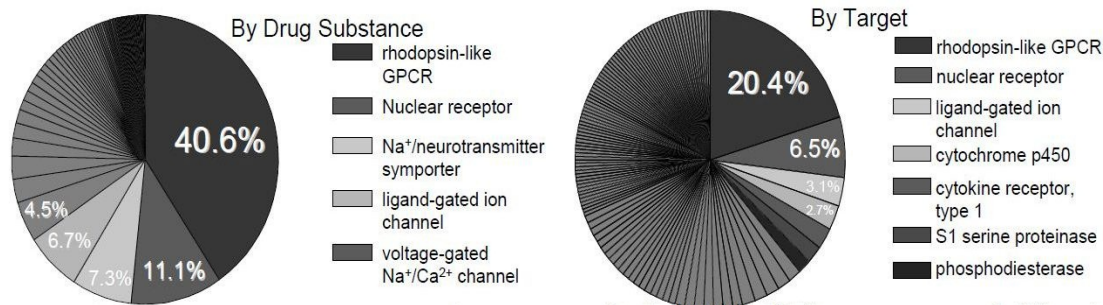 By Drug Substance
rhodopsin-like
GPCR
Nuclear receptor
Na⁺/neurotransmitter
symporter
ligand-gated ion
channel
voltage-gated
Na⁺/Ca²⁺ channel
40.6%
11.1%
7.3%
6.7%
4.5%
By Target
rhodopsin-like GPCR
nuclear receptor
ligand-gated ion
channel
cytochrome p450
cytokine receptor,
type 1
S1 serine proteinase
phosphodiesterase
20.4%
6.5%
3.1%
2.7%